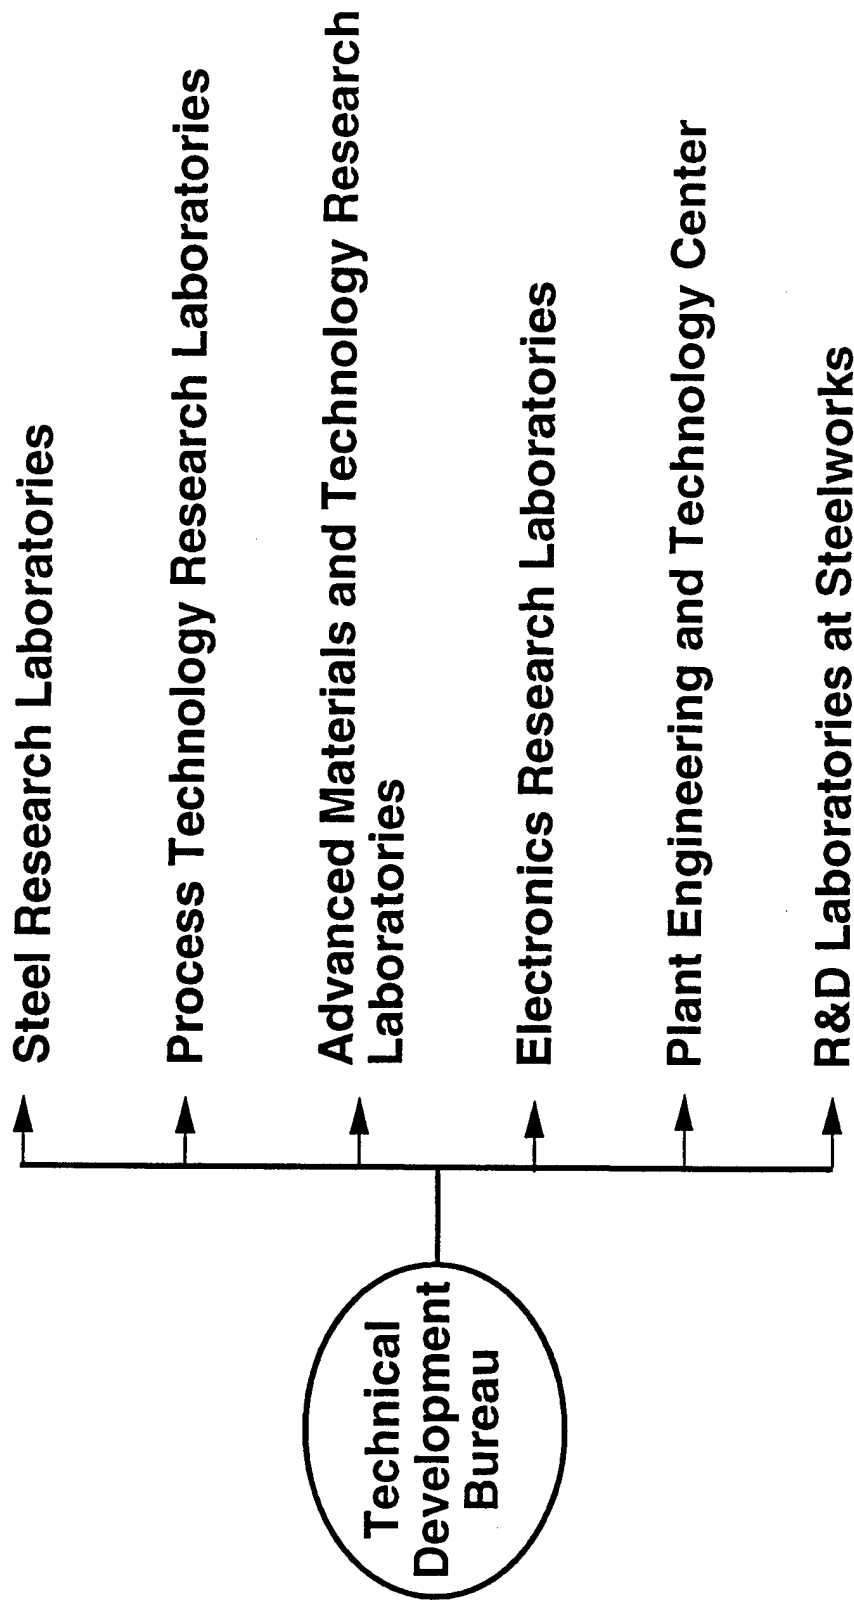 Technical
Development
Bureau
Steel Research Laboratories
Process Technology Research Laboratories
Advanced Materials and Technology Research
Laboratories
Electronics Research Laboratories
Plant Engineering and Technology Center
R&D Laboratories at Steelworks